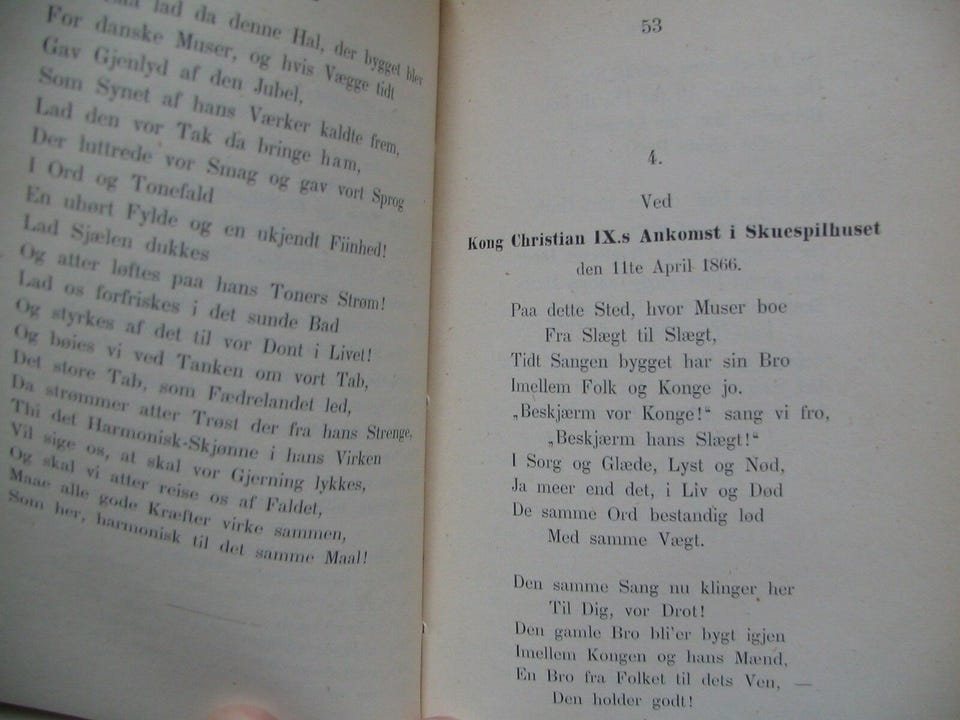 lad da denne Hal, der bygget blev
For danske Muser, og hvis Vægge tidt
Gav Gjenlyd af den Jubel,
Som Synet af hans Værker kaldte frem,
Lad den vor Tak da bringe ham,
Der luttrede vor Smag og gav vort Sprog
I Ord og Tonefald
En uhørt Fylde og en ukjendt Fiinhed!
Lad Sjælen dukkes
Og atter løftes paa hans Toners Strøm!
Lad os forfriskes i det sunde Bad
Og styrkes af det til vor Dont i Livet!
Og bøies vi ved Tanken om vort Tab,
Det store Tab, som Fædrelandet led,
Da strømmer atter Trøst der fra hans Strenge,
Thi det Harmonisk-Skjønne i hans Virken
Vil sige os, at skal vor Gjerning lykkes,
Og skal vi atter reise os af Faldet,
Maae alle gode Kræfter virke sammen,
Som her, harmonisk til det samme Maal!
53
4.
Ved
Kong Christian IX.s Ankomst i Skuespilhuset
den 11te April 1866.
Paa dette Sted, hvor Muser boe
Fra Slægt til Slægt,
Tidt Sangen bygget har sin Bro
Imellem Folk og Konge jo.
„Beskjærm vor Konge!“ sang vi fro,
„Beskjærm hans Slægt!“
I Sorg og Glæde, Lyst og Nød,
Ja meer end det, i Liv og Død
De samme Ord bestandig lød
Med samme Vægt.
Den samme Sang nu klinger her
Til Dig, vor Drot!
Den gamle Bro bli'er bygt igjen
Imellem Kongen og hans Mænd,
En Bro fra Folket til dets Ven, —
Den holder godt!